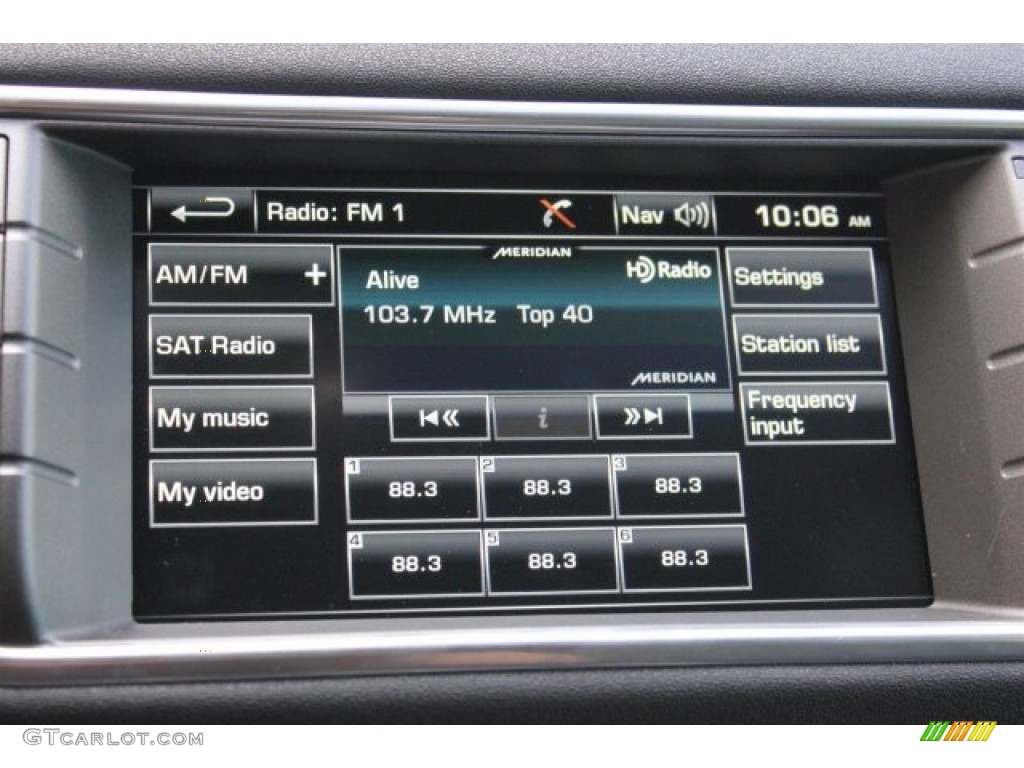 Radio: FM 1
Nav
10:06 AM
AM/FM +
SAT Radio
My music
My video
MERIDIAN
Alive
HD Radio
103.7 MHz Top 40
MERIDIAN
i
Settings
Station list
Frequency
input
1 88.3
2 88.3
3 88.3
4 88.3
5 88.3
6 88.3
GTCARLOT.COM